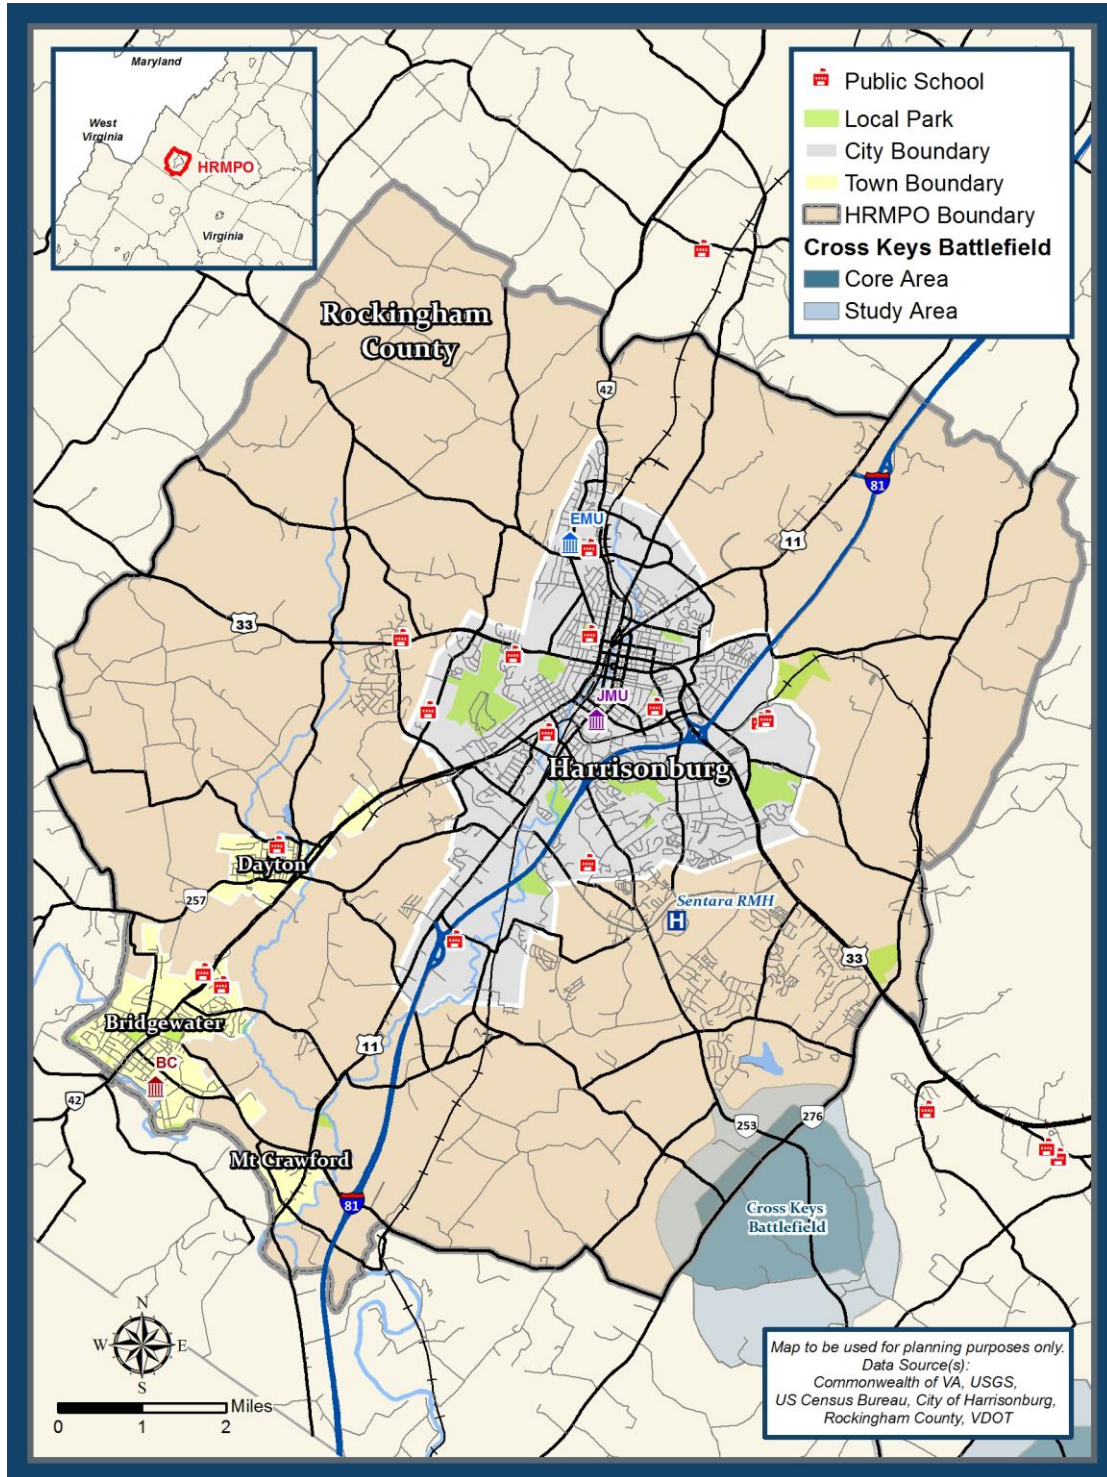 Maryland
West
Virginia
HRMPO
Virginia
Public School
Local Park
City Boundary
Town Boundary
HRMPO Boundary
Cross Keys Battlefield
Core Area
Study Area
Rockingham
County
42
81
EMU
11
33
JMU
Harrisonburg
Dayton
257
Sentara RMH
H
33
Bridgewater
11
BC
42
253
276
Mt Crawford
81
Cross Keys
Battlefield
N
W
E
S
Miles
0
1
2
Map to be used for planning purposes only.
Data Source(s):
Commonwealth of VA, USGS,
US Census Bureau, City of Harrisonburg,
Rockingham County, VDOT